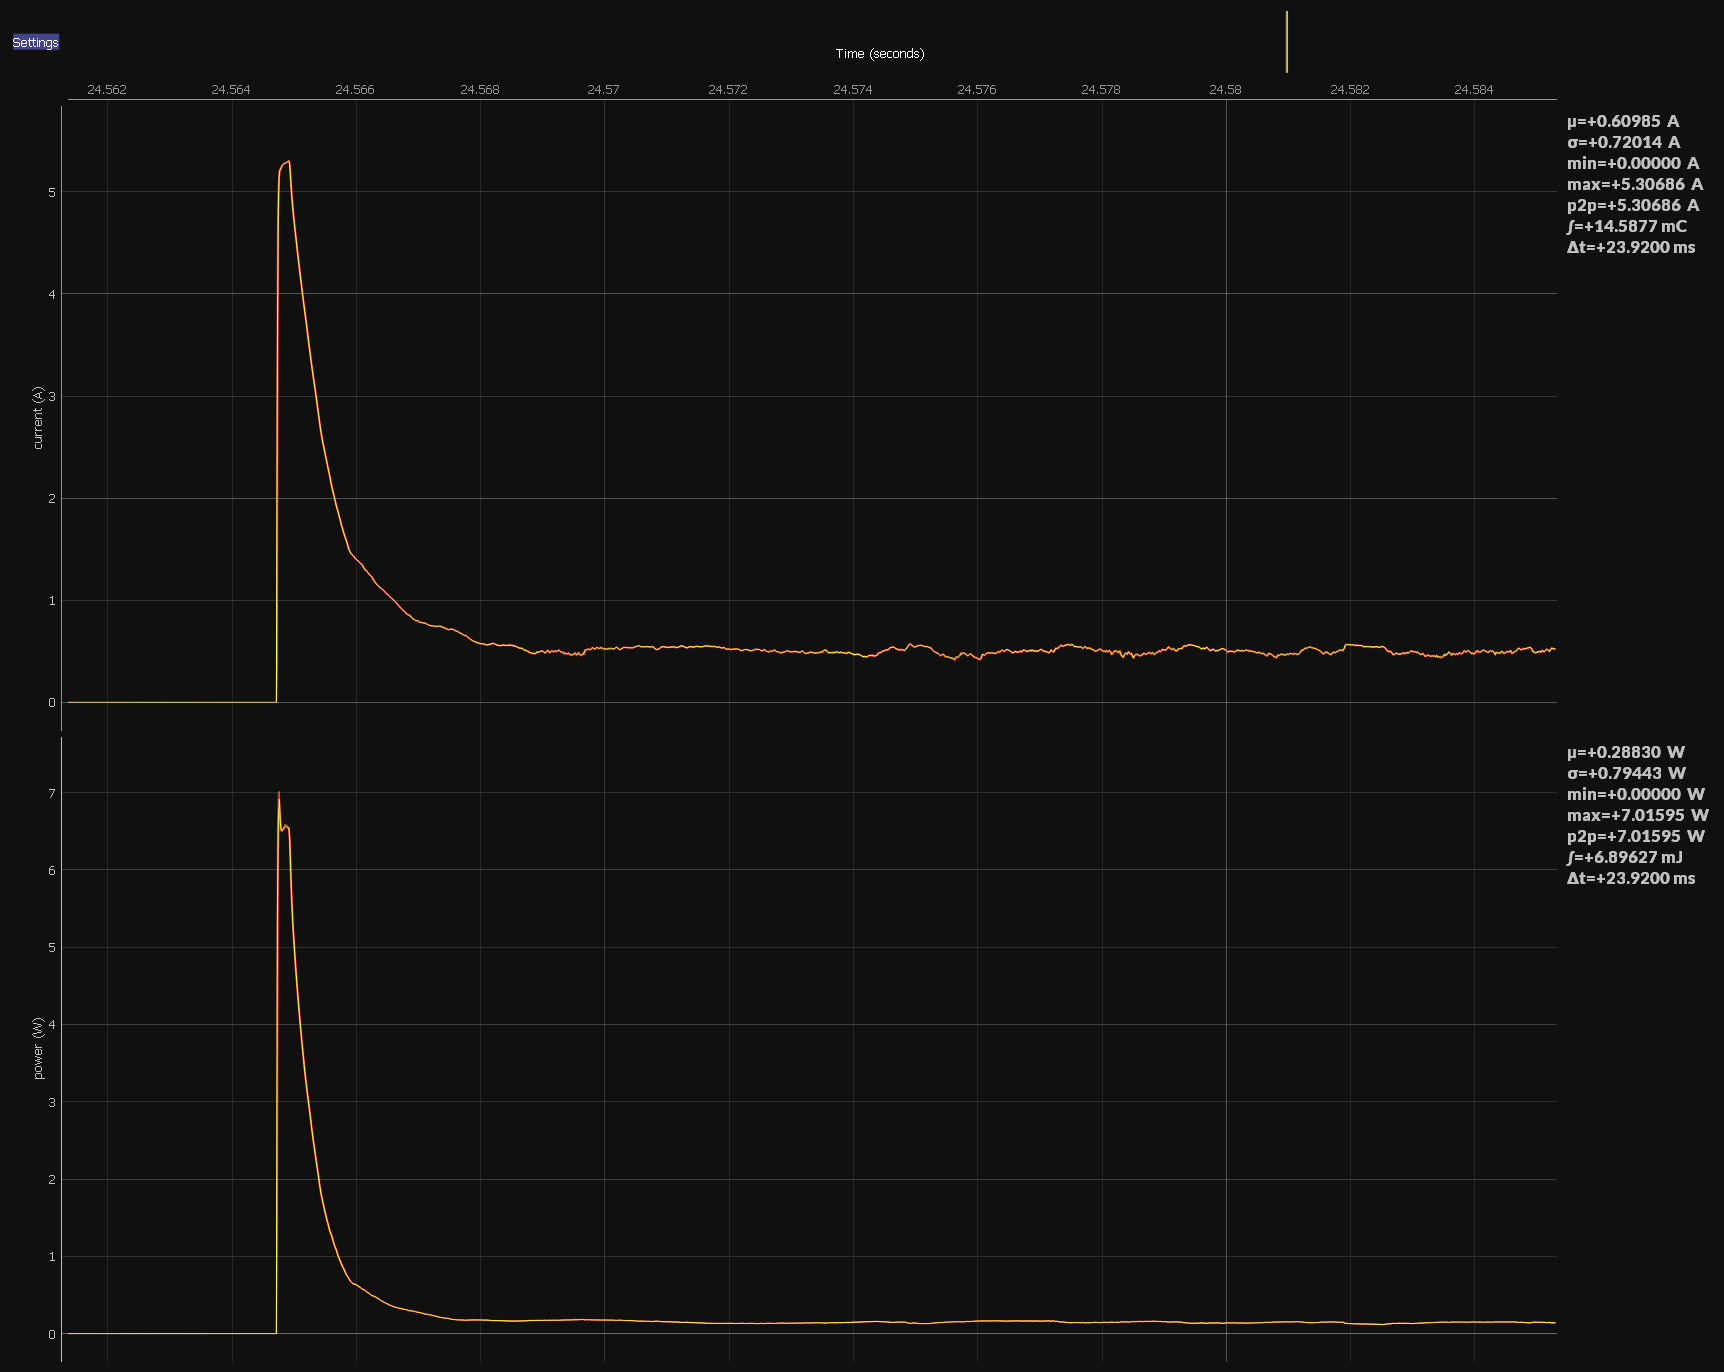 Settings
Time (seconds)
24.562 24.564 24.566 24.568 24.57 24.572 24.574 24.576 24.578 24.58 24.582 24.584
current (A)
5
4
3
2
1
0
μ=+0.60985 A
σ=+0.72014 A
min=+0.00000 A
max=+5.30686 A
p2p=+5.30686 A
∫=+14.5877 mC
Δt=+23.9200 ms
power (W)
7
6
5
4
3
2
1
0
μ=+0.28830 W
σ=+0.79443 W
min=+0.00000 W
max=+7.01595 W
p2p=+7.01595 W
∫=+6.89627 mJ
Δt=+23.9200 ms